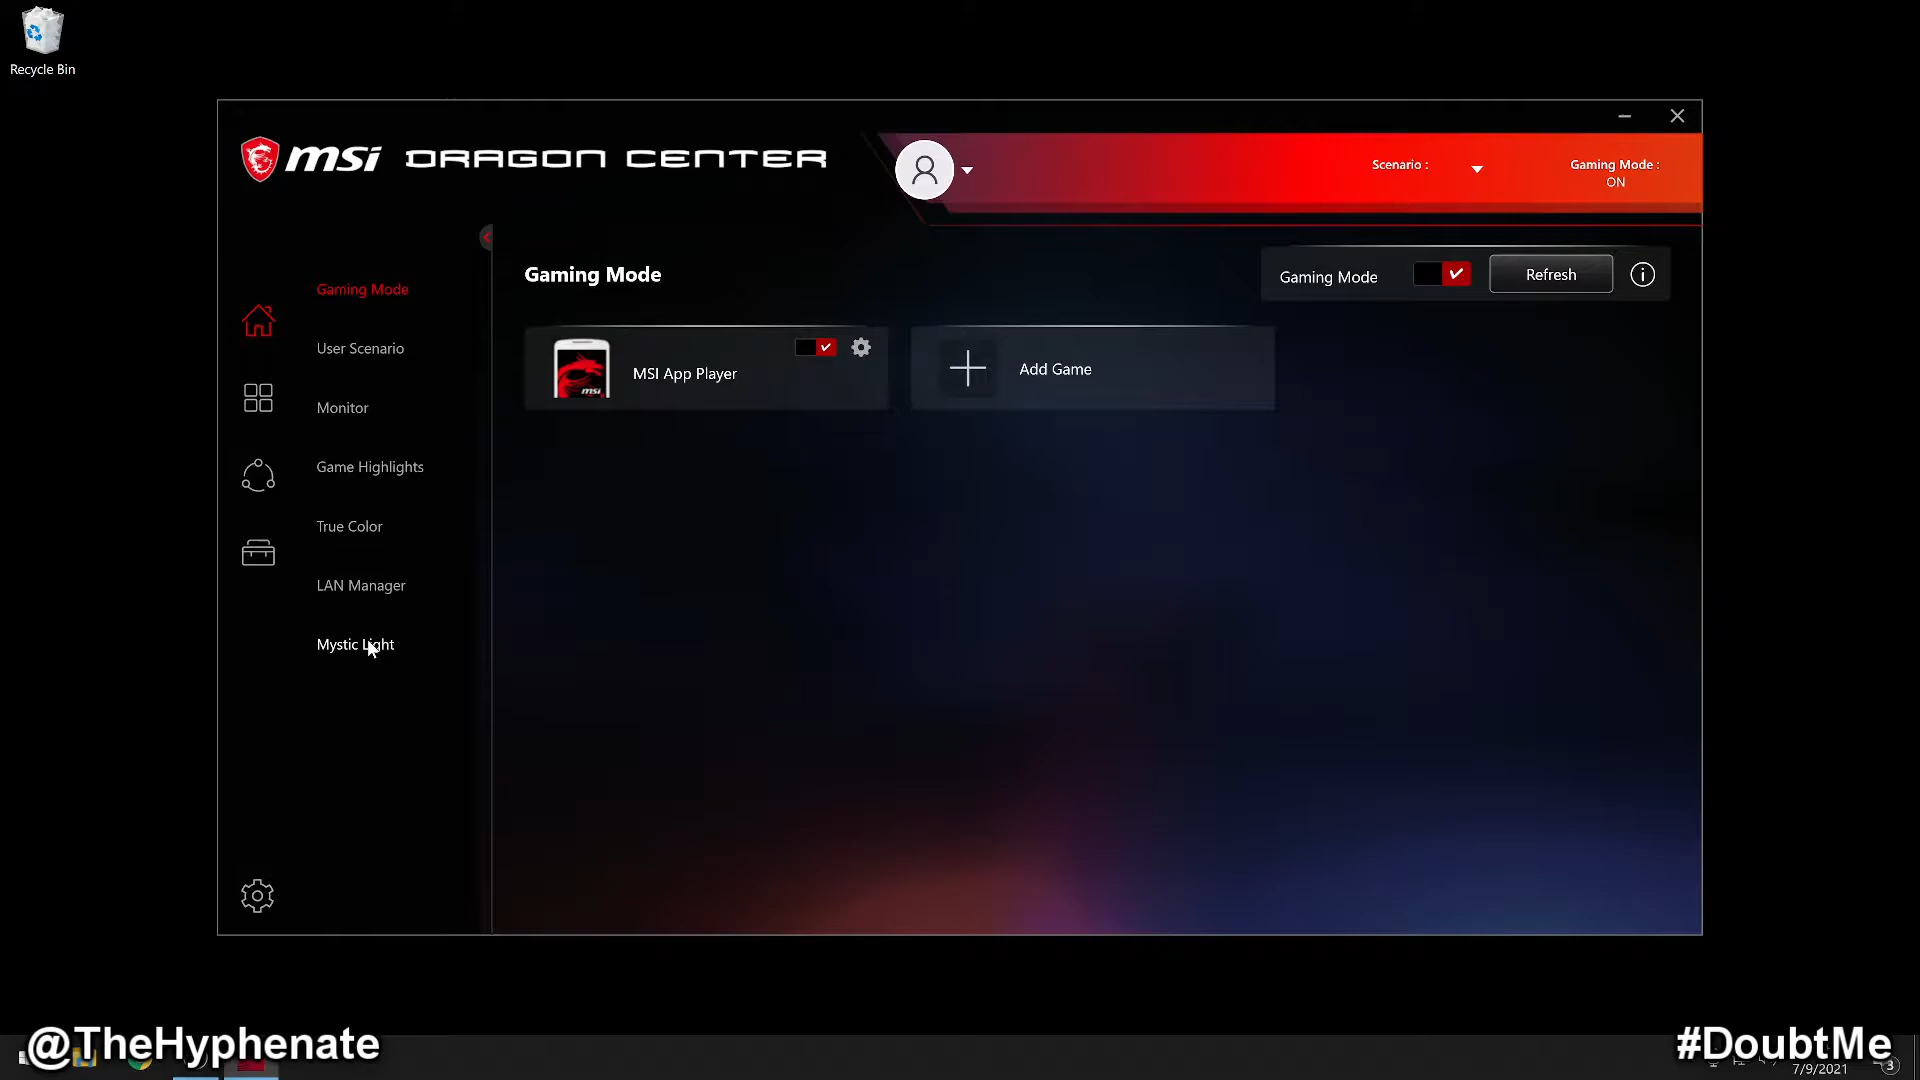 Recycle Bin
msi DRAGON CENTER
Scenario :
Gaming Mode :
ON
Gaming Mode
User Scenario
Monitor
Game Highlights
True Color
LAN Manager
Mystic Light
Gaming Mode
Gaming Mode
Refresh
msi
MSI App Player
Add Game
@TheHyphenate
#DoubtMe
7/9/2021
3